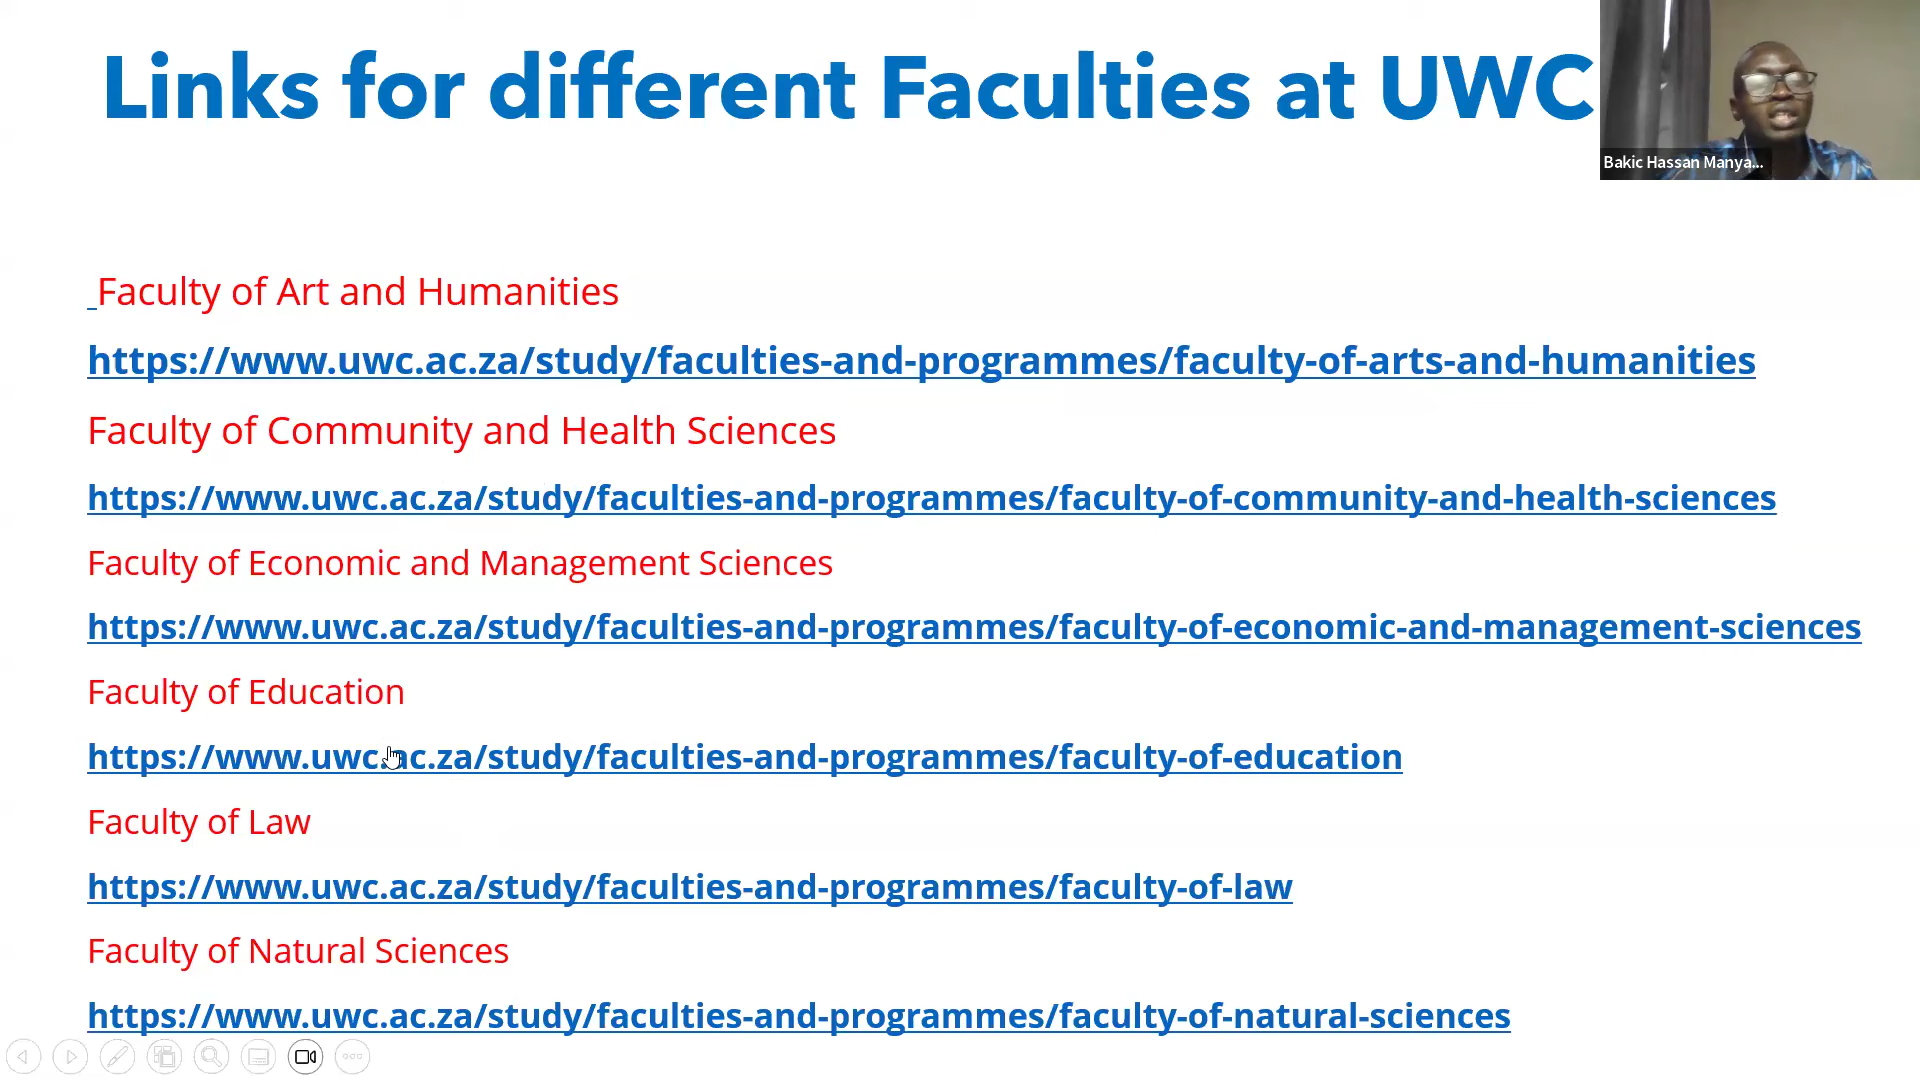 Links for different Faculties at UWC
Bakic Hassan Manya...
Faculty of Art and Humanities
https://www.uwc.ac.za/study/faculties-and-programmes/faculty-of-arts-and-humanities
Faculty of Community and Health Sciences
https://www.uwc.ac.za/study/faculties-and-programmes/faculty-of-community-and-health-sciences
Faculty of Economic and Management Sciences
https://www.uwc.ac.za/study/faculties-and-programmes/faculty-of-economic-and-management-sciences
Faculty of Education
https://www.uwc.ac.za/study/faculties-and-programmes/faculty-of-education
Faculty of Law
https://www.uwc.ac.za/study/faculties-and-programmes/faculty-of-law
Faculty of Natural Sciences
https://www.uwc.ac.za/study/faculties-and-programmes/faculty-of-natural-sciences